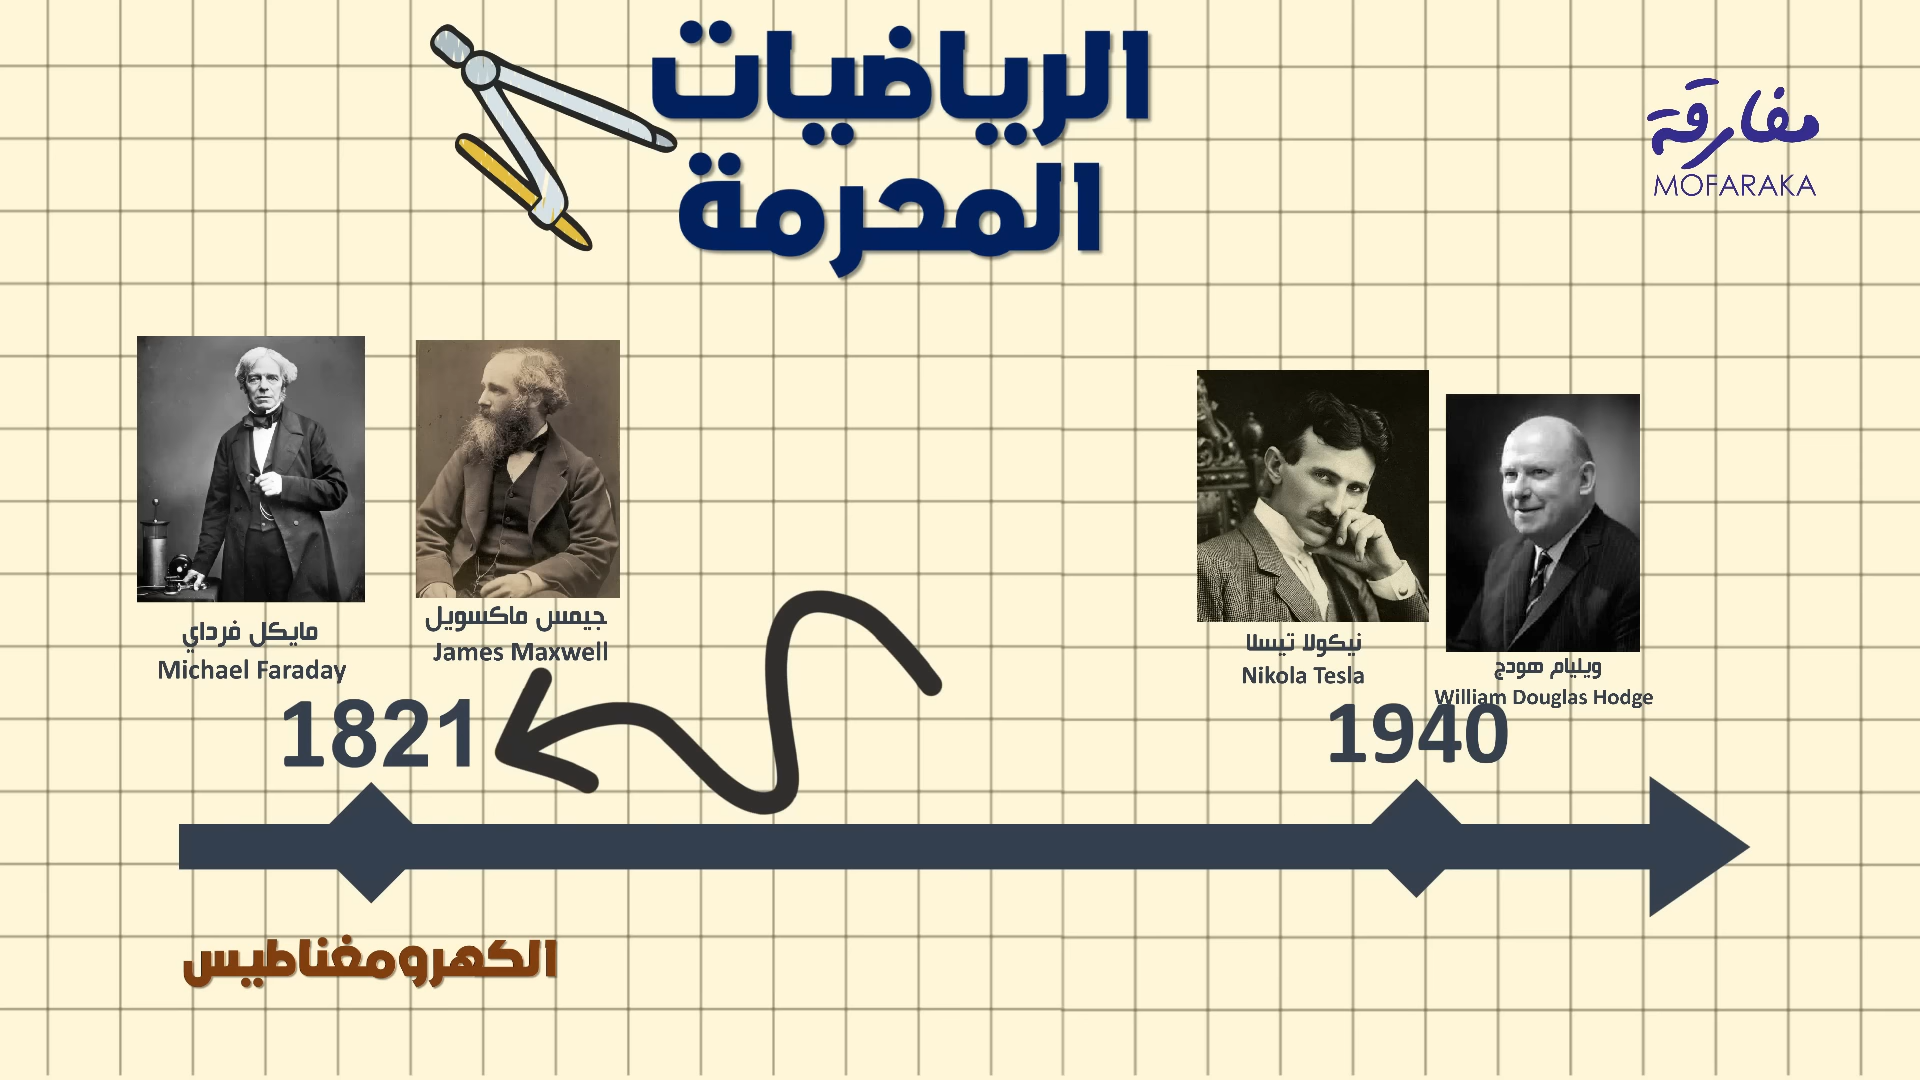 الرياضيات
المحرمة
مفارقة
MOFARAKA
مايكل فرداي
Michael Faraday
جيمس ماكسويل
James Maxwell
نيكولا تيسلا
Nikola Tesla
ويليام هودج
William Douglas Hodge
1821
1940
الكهرومغناطيس